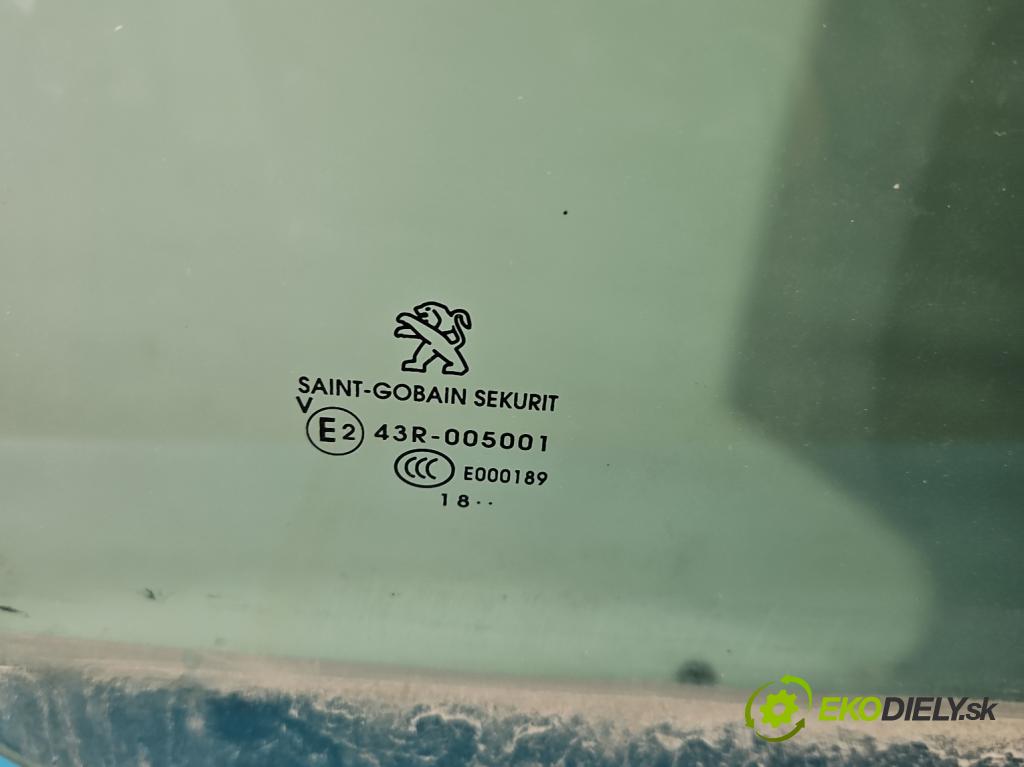 SAINT-GOBAIN SEKURIT
V
E2 43R-005001
CCC E000189
18..
EKODIELY.sk